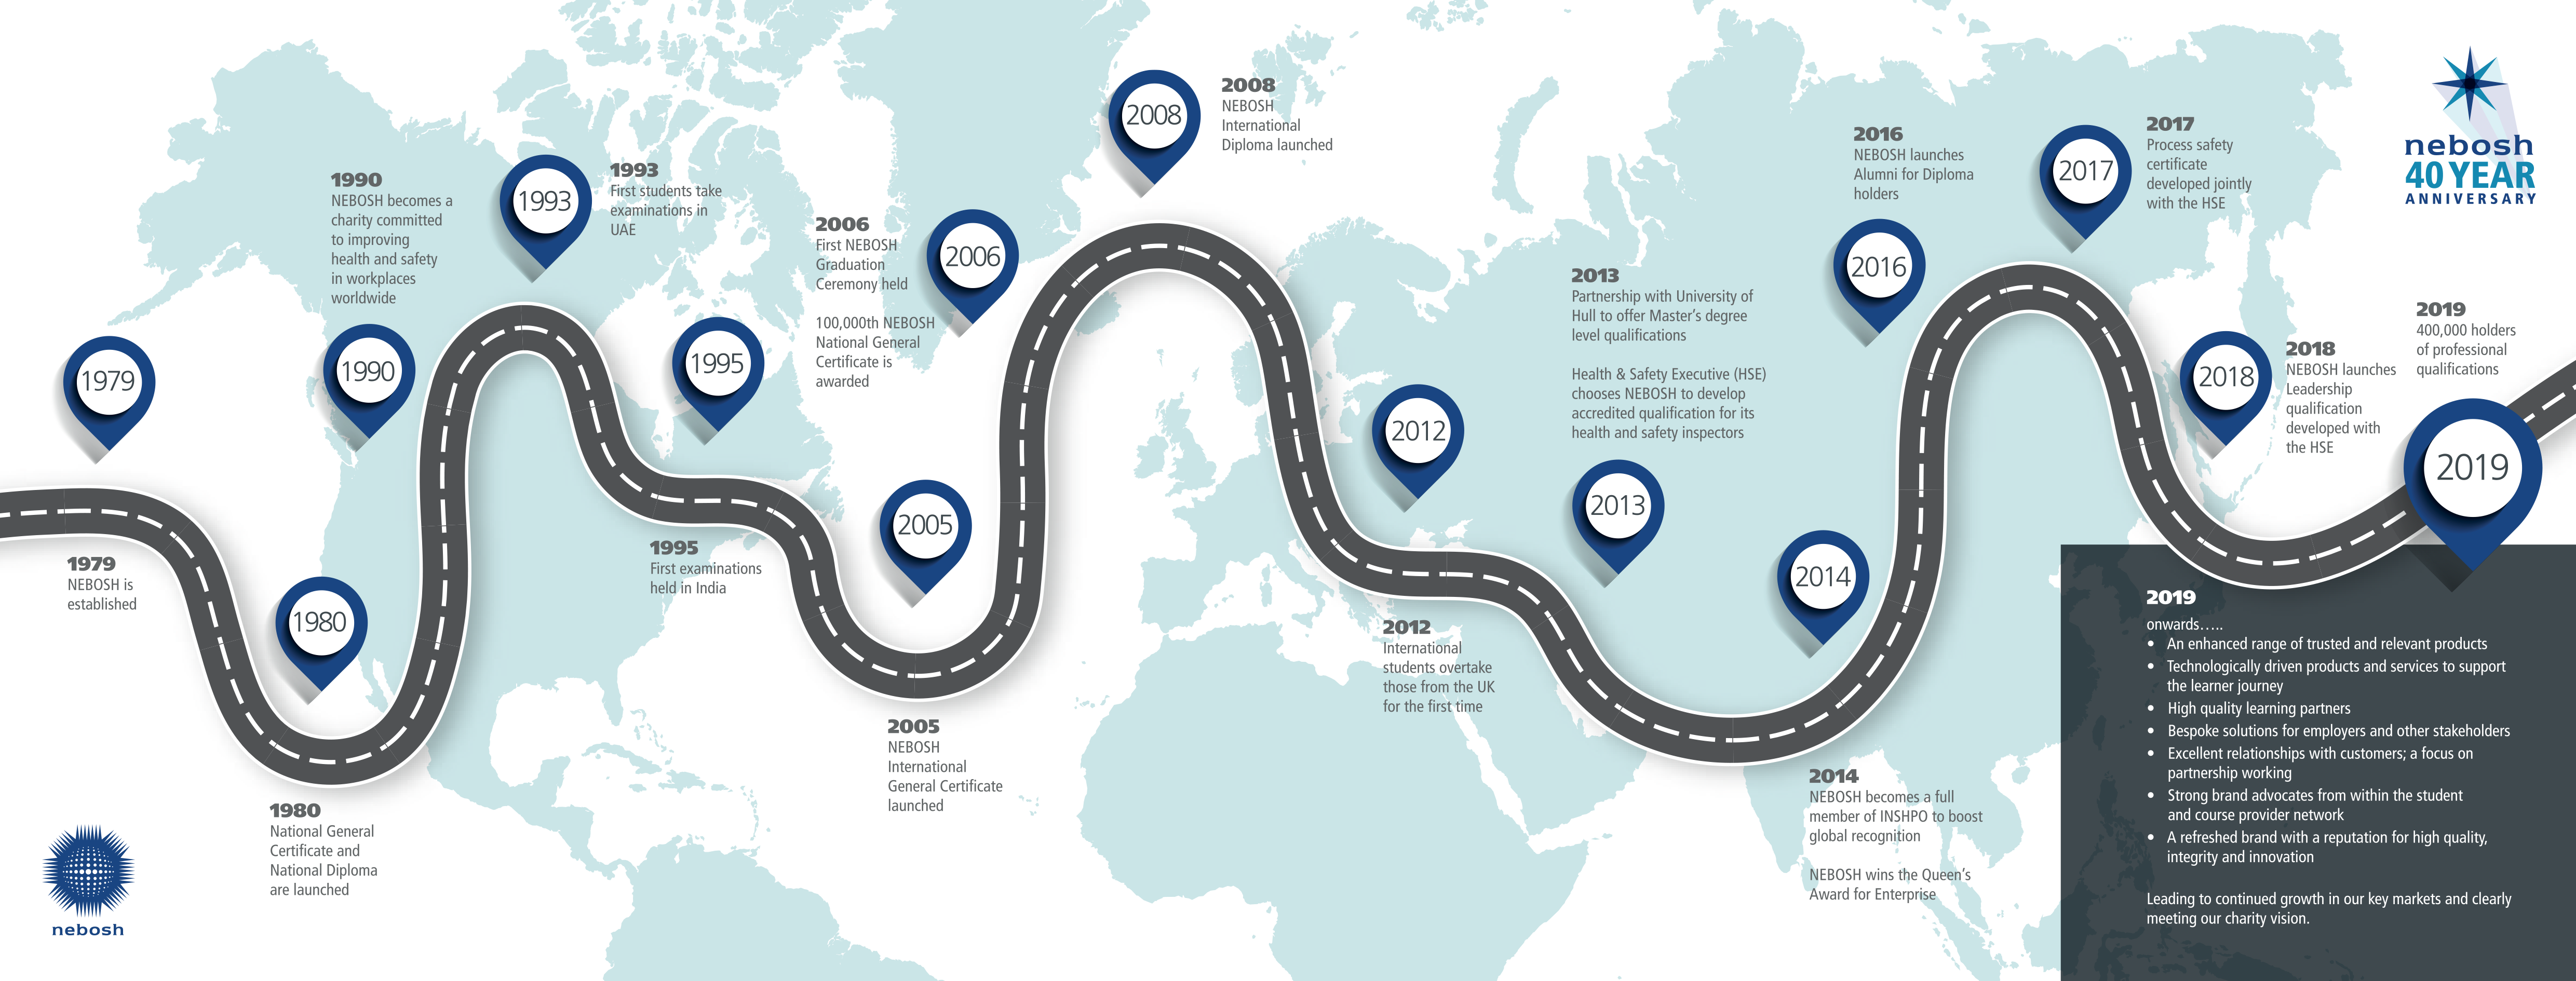 1979
1979
NEBOSH is
established
1980
1980
National General
Certificate and
National Diploma
are launched
1990
NEBOSH becomes a
charity committed
to improving
health and safety
in workplaces
worldwide
1990
1993
1993
First students take
examinations in
UAE
1995
1995
First examinations
held in India
2005
2005
NEBOSH
International
General Certificate
launched
2006
First NEBOSH
Graduation
Ceremony held
100,000th NEBOSH
National General
Certificate is
awarded
2006
2008
2008
NEBOSH
International
Diploma launched
2012
2012
International
students overtake
those from the UK
for the first time
2013
Partnership with University of
Hull to offer Master's degree
level qualifications
Health & Safety Executive (HSE)
chooses NEBOSH to develop
accredited qualification for its
health and safety inspectors
2013
2014
2014
NEBOSH becomes a full
member of INSHPO to boost
global recognition
NEBOSH wins the Queen's
Award for Enterprise
2016
NEBOSH launches
Alumni for Diploma
holders
2016
2017
2017
Process safety
certificate
developed jointly
with the HSE
2018
2018
NEBOSH launches
Leadership
qualification
developed with
the HSE
2019
400,000 holders
of professional
qualifications
2019
2019
onwards.....
• An enhanced range of trusted and relevant products
• Technologically driven products and services to support
the learner journey
• High quality learning partners
• Bespoke solutions for employers and other stakeholders
• Excellent relationships with customers; a focus on
partnership working
• Strong brand advocates from within the student
and course provider network
• A refreshed brand with a reputation for high quality,
integrity and innovation
Leading to continued growth in our key markets and clearly
meeting our charity vision.
nebosh
40 YEAR
ANNIVERSARY
nebosh